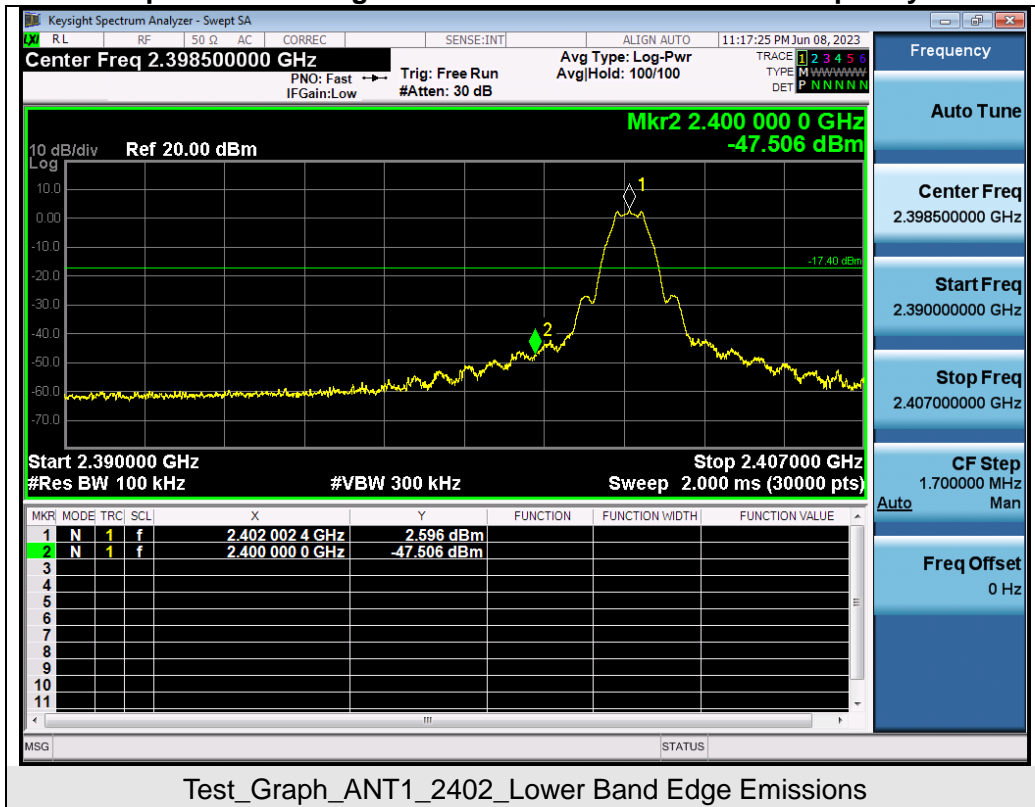 Keysight Spectrum Analyzer - Swept SA
LXI RL RF 50 Ω AC CORREC SENSE:INT ALIGN AUTO 11:17:25 PM Jun 08, 2023
Center Freq 2.398500000 GHz
PNO: Fast
IFGain:Low
Trig: Free Run
#Atten: 30 dB
Avg Type: Log-Pwr
Avg|Hold: 100/100
TRACE 1 2 3 4 5 6
TYPE M WWWWW
DET P N N N N N
Mkr2 2.400 000 0 GHz
-47.506 dBm
10 dB/div Ref 20.00 dBm
Log
10.0
0.00
-10.0
-20.0
-30.0
-40.0
-50.0
-60.0
-70.0
1
2
-17.40 dBm
Start 2.390000 GHz Stop 2.407000 GHz
#Res BW 100 kHz #VBW 300 kHz Sweep 2.000 ms (30000 pts)
MKR MODE TRC SCL X Y FUNCTION FUNCTION WIDTH FUNCTION VALUE
1 N 1 f 2.402 002 4 GHz 2.596 dBm
2 N 1 f 2.400 000 0 GHz -47.506 dBm
3
4
5
6
7
8
9
10
11
MSG STATUS
Frequency
Auto Tune
Center Freq
2.398500000 GHz
Start Freq
2.390000000 GHz
Stop Freq
2.407000000 GHz
CF Step
1.700000 MHz
Auto Man
Freq Offset
0 Hz
Test_Graph_ANT1_2402_Lower Band Edge Emissions